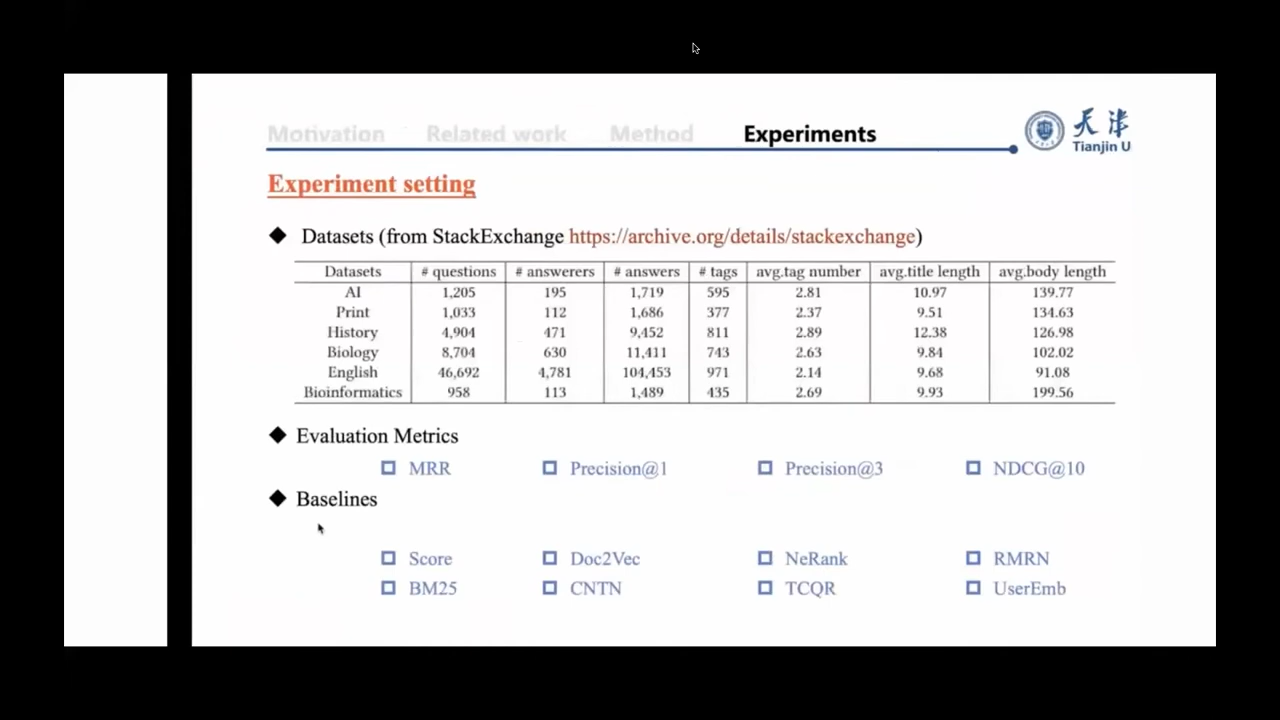 Motivation Related work Method Experiments
天津
Tianjin U
Experiment setting
Datasets (from StackExchange https://archive.org/details/stackexchange)
Datasets # questions # answerers # answers # tags avg.tag number avg.title length avg.body length
AI 1,205 195 1,719 595 2.81 10.97 139.77
Print 1,033 112 1,686 377 2.37 9.51 134.63
History 4,904 471 9,452 811 2.89 12.38 126.98
Biology 8,704 630 11,411 743 2.63 9.84 102.02
English 46,692 4,781 104,453 971 2.14 9.68 91.08
Bioinformatics 958 113 1,489 435 2.69 9.93 199.56
Evaluation Metrics
MRR Precision@1 Precision@3 NDCG@10
Baselines
Score Doc2Vec NeRank RMRN
BM25 CNTN TCQR UserEmb